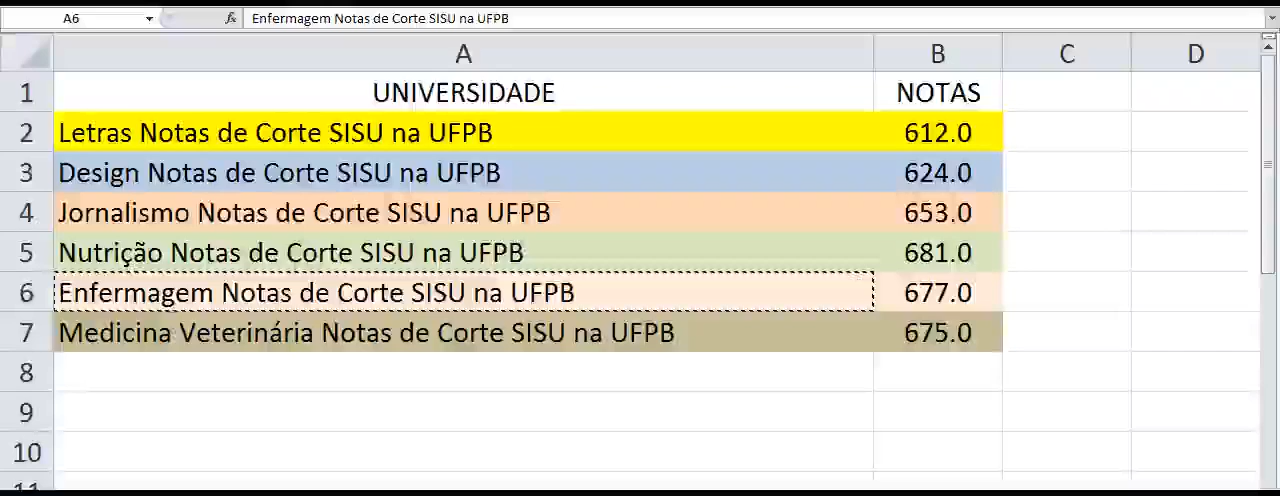 A6 fx Enfermagem Notas de Corte SISU na UFPB
A B C D
1 UNIVERSIDADE NOTAS
2 Letras Notas de Corte SISU na UFPB 612.0
3 Design Notas de Corte SISU na UFPB 624.0
4 Jornalismo Notas de Corte SISU na UFPB 653.0
5 Nutrição Notas de Corte SISU na UFPB 681.0
6 Enfermagem Notas de Corte SISU na UFPB 677.0
7 Medicina Veterinária Notas de Corte SISU na UFPB 675.0
8
9
10
11